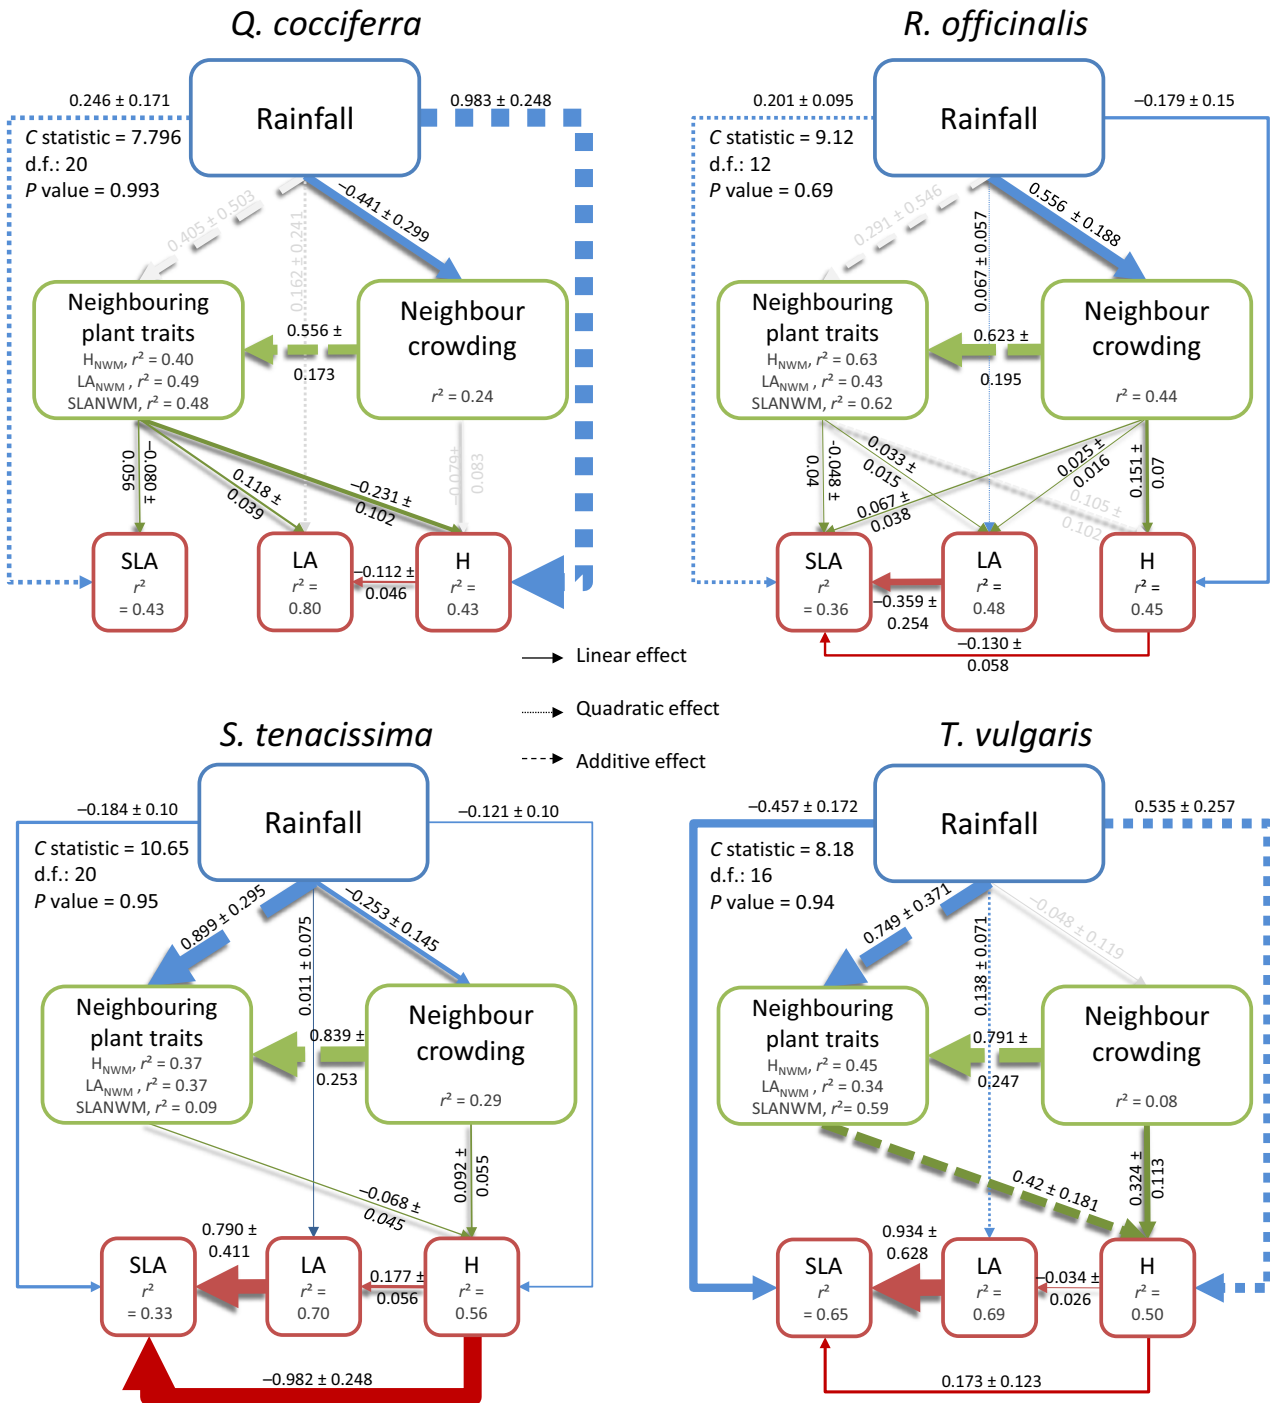 Q. cocciferra
0.246 ± 0.171
Rainfall
0.983 ± 0.248
C statistic = 7.796
d.f.: 20
P value = 0.993
0.405 ± 0.503
0.162 ± 0.241
−0.441 ± 0.299
Neighbouring
plant traits
H_NWM, r² = 0.40
LA_NWM , r² = 0.49
SLANWM, r² = 0.48
0.556 ±
0.173
Neighbour
crowding
r² = 0.24
−0.080 ±
0.056
0.118 ±
0.039
−0.231 ±
0.102
−0.079±
0.083
SLA
r²
= 0.43
LA
r² =
0.80
−0.112 ±
0.046
H
r² =
0.43
R. officinalis
0.201 ± 0.095
Rainfall
−0.179 ± 0.15
C statistic = 9.12
d.f.: 12
P value = 0.69
0.291 ± 0.546
0.067 ± 0.057
0.556 ± 0.188
Neighbouring
plant traits
H_NWM, r² = 0.63
LA_NWM, r² = 0.43
SLANWM, r² = 0.62
0.623 ±
0.195
Neighbour
crowding
r² = 0.44
-0.048 ±
0.04
0.033 ±
0.015
0.067 ±
0.038
0.025 ±
0.016
0.105 ±
0.102
0.151 ±
0.07
SLA
r²
= 0.36
−0.359 ±
0.254
LA
r² =
0.48
H
r² =
0.45
−0.130 ±
0.058
Linear effect
Quadratic effect
Additive effect
S. tenacissima
−0.184 ± 0.10
Rainfall
−0.121 ± 0.10
C statistic = 10.65
d.f.: 20
P value = 0.95
0.899 ± 0.295
0.011 ± 0.075
−0.253 ± 0.145
Neighbouring
plant traits
H_NWM, r² = 0.37
LA_NWM , r² = 0.37
SLANWM, r² = 0.09
0.839 ±
0.253
Neighbour
crowding
r² = 0.29
−0.068 ±
0.045
0.092 ±
0.055
SLA
r²
= 0.33
0.790 ±
0.411
LA
r² =
0.70
0.177 ±
0.056
H
r² =
0.56
−0.982 ± 0.248
T. vulgaris
−0.457 ± 0.172
Rainfall
0.535 ± 0.257
C statistic = 8.18
d.f.: 16
P value = 0.94
0.749 ± 0.371
0.138 ± 0.071
−0.048 ± 0.119
Neighbouring
plant traits
H_NWM, r² = 0.45
LA_NWM , r² = 0.34
SLANWM, r²= 0.59
0.791 ±
0.247
Neighbour
crowding
r² = 0.08
0.42 ± 0.181
0.324 ±
0.113
SLA
r²
= 0.65
0.934 ±
0.628
LA
r² =
0.69
−0.034 ±
0.026
H
r² =
0.50
0.173 ± 0.123